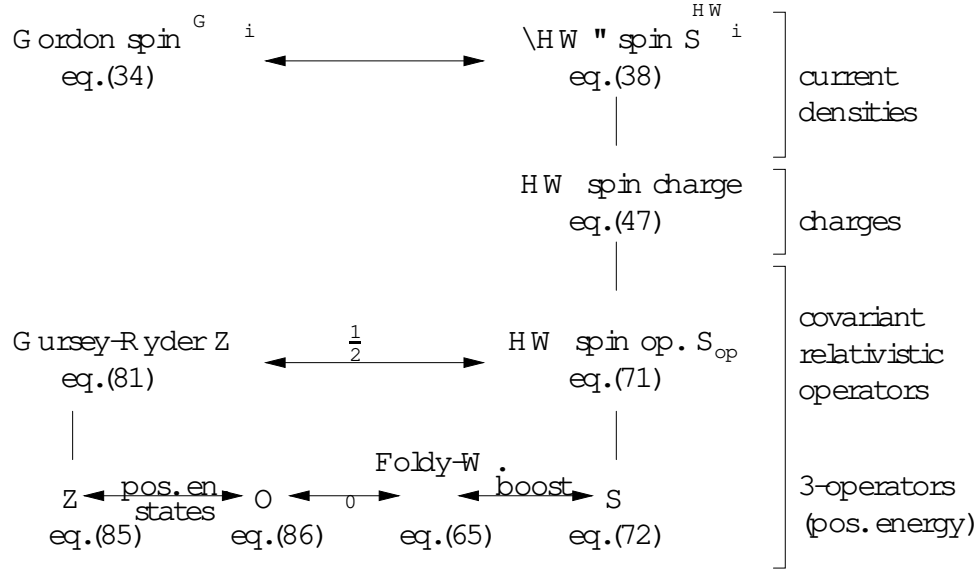 Gordon spin G i
\HW " spin S HW i
eq.(34)
eq.(38)
current
densities
HW spin charge
eq.(47)
charges
Gursey-Ryder Z
1/2
HW spin op. S_op
eq.(81)
eq.(71)
covariant
relativistic
operators
Foldy-W .
Z pos. en O 0 boost S
states
3-operators
eq.(85) eq.(86) eq.(65) eq.(72)
(pos. energy)